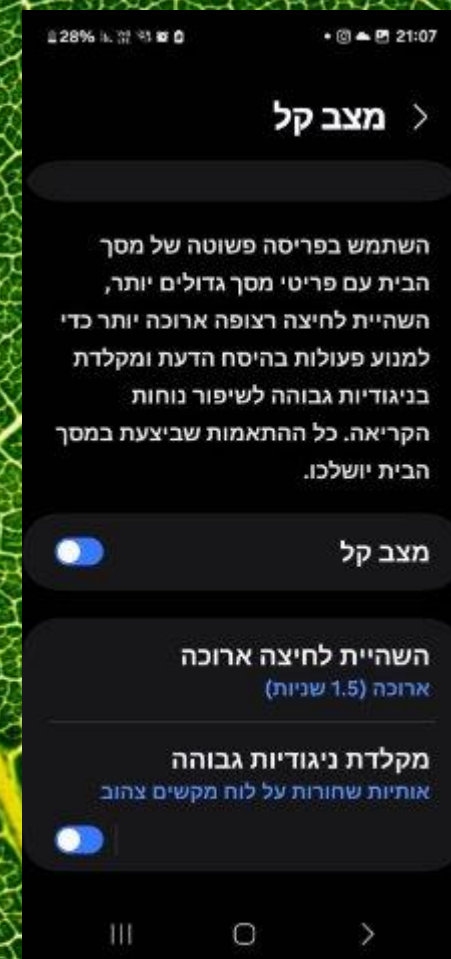 28% 21:07
מצב קל
השתמש בפריסה פשוטה של מסך
הבית עם פריטי מסך גדולים יותר,
השהיית לחיצה רצופה ארוכה יותר כדי
למנוע פעולות בהיסח הדעת ומקלדת
בניגודיות גבוהה לשיפור נוחות
הקריאה. כל ההתאמות שביצעת במסך
הבית יושלכו.
מצב קל
השהיית לחיצה ארוכה
ארוכה (1.5 שניות)
מקלדת ניגודיות גבוהה
אותיות שחורות על לוח מקשים צהוב